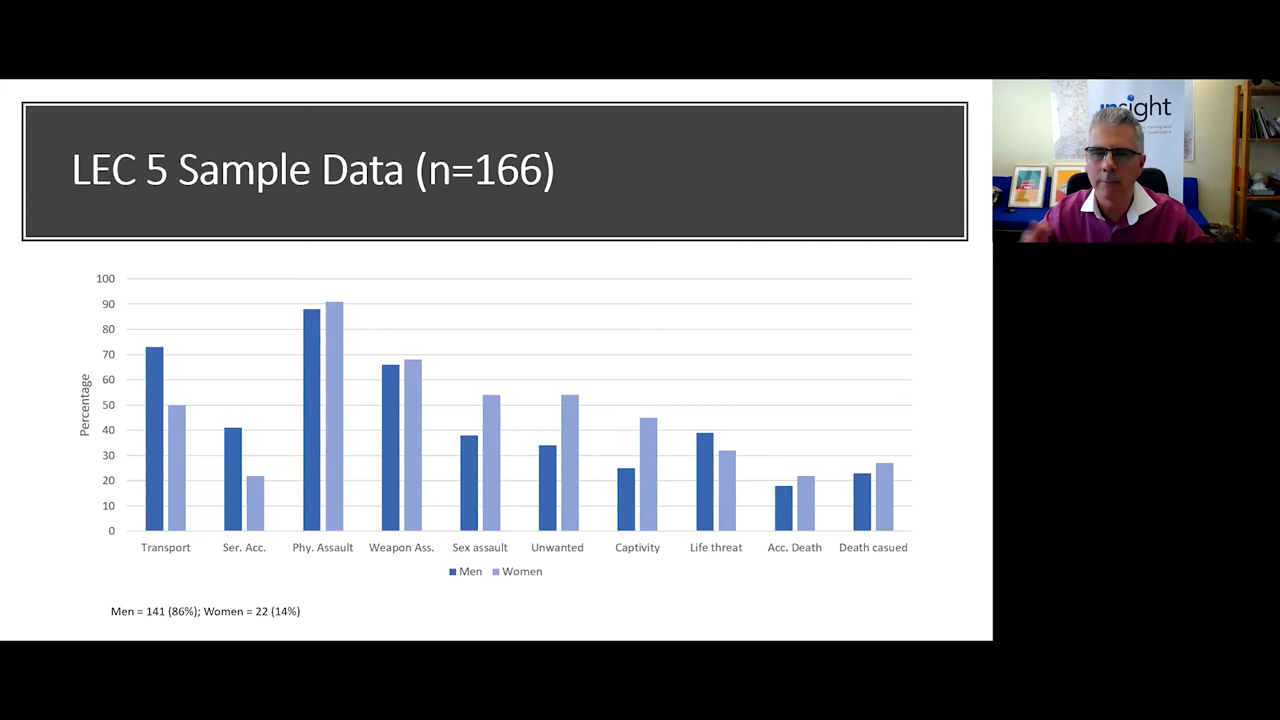 LEC 5 Sample Data (n=166)
100
90
80
70
60
50
40
30
20
10
0
Percentage
Transport Ser. Acc. Phy. Assault Weapon Ass. Sex assault Unwanted Captivity Life threat Acc. Death Death casued
Men Women
Men = 141 (86%); Women = 22 (14%)
insight